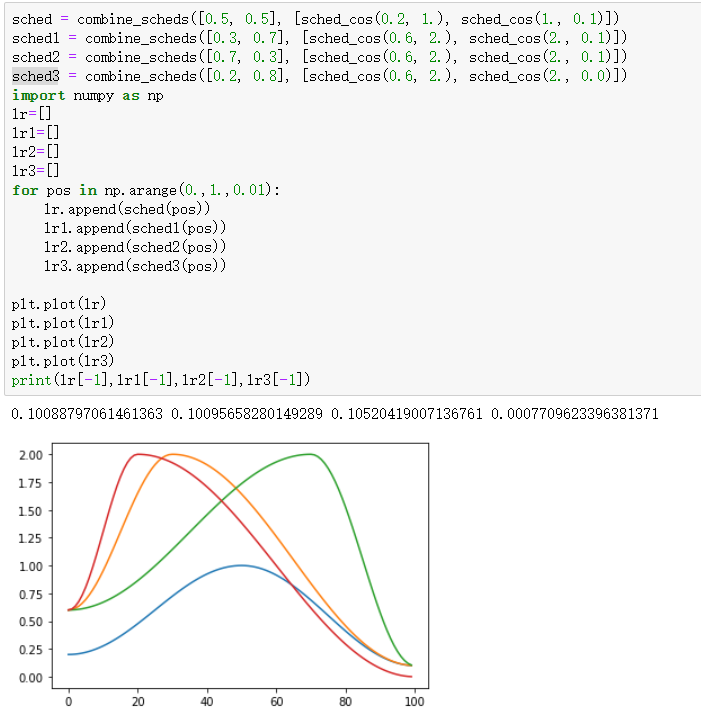 sched = combine_scheds([0.5, 0.5], [sched_cos(0.2, 1.), sched_cos(1., 0.1)])
sched1 = combine_scheds([0.3, 0.7], [sched_cos(0.6, 2.), sched_cos(2., 0.1)])
sched2 = combine_scheds([0.7, 0.3], [sched_cos(0.6, 2.), sched_cos(2., 0.1)])
sched3 = combine_scheds([0.2, 0.8], [sched_cos(0.6, 2.), sched_cos(2., 0.0)])
import numpy as np
lr=[]
lr1=[]
lr2=[]
lr3=[]
for pos in np.arange(0.,1.,0.01):
    lr.append(sched(pos))
    lr1.append(sched1(pos))
    lr2.append(sched2(pos))
    lr3.append(sched3(pos))
plt.plot(lr)
plt.plot(lr1)
plt.plot(lr2)
plt.plot(lr3)
print(lr[-1],lr1[-1],lr2[-1],lr3[-1])
0.10088797061461363 0.10095658280149289 0.10520419007136761 0.0007709623396381371
2.00
1.75
1.50
1.25
1.00
0.75
0.50
0.25
0.00
0 20 40 60 80 100